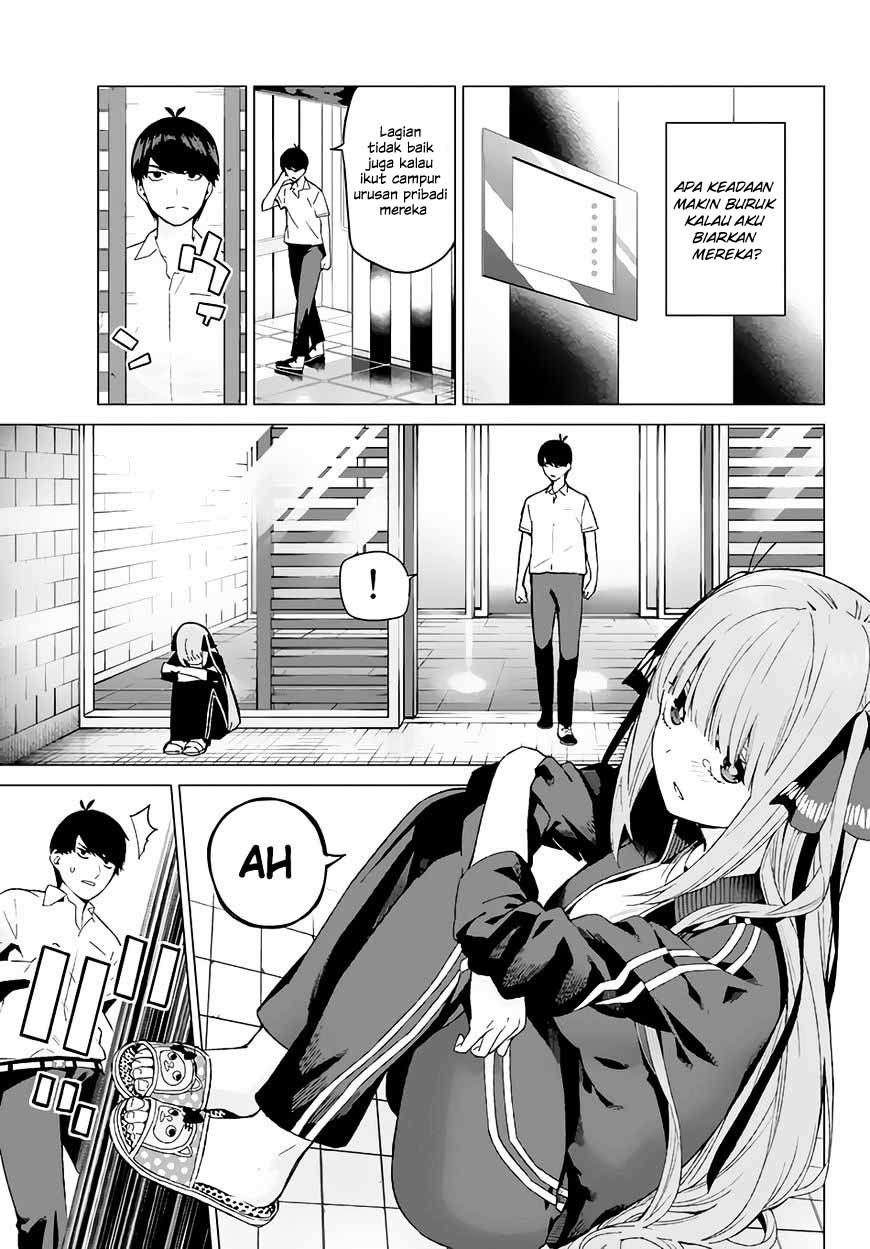 APA KEADAAN
MAKIN BURUK
KALAU AKU
BIARKAN
MEREKA?
Lagian
tidak baik
juga kalau
ikut campur
urusan pribadi
mereka
!
AH